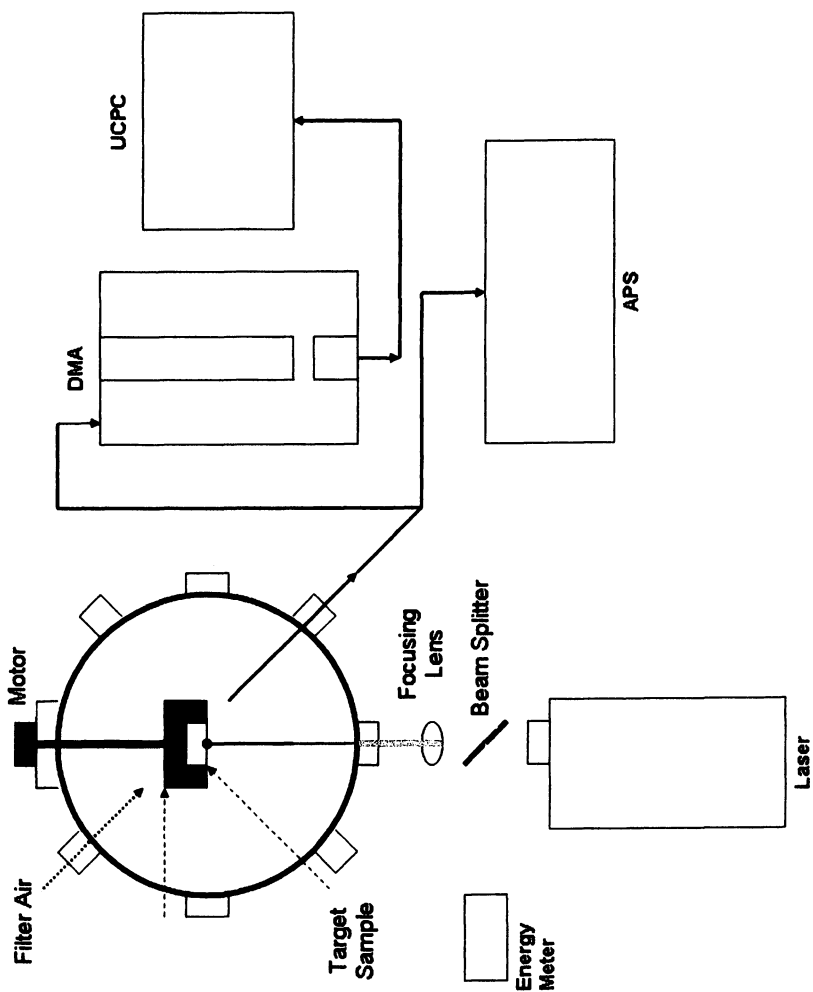 UCPC
DMA
APS
Motor
Filter Air
Focusing
Lens
Beam Splitter
Target
Sample
Laser
Energy
Meter